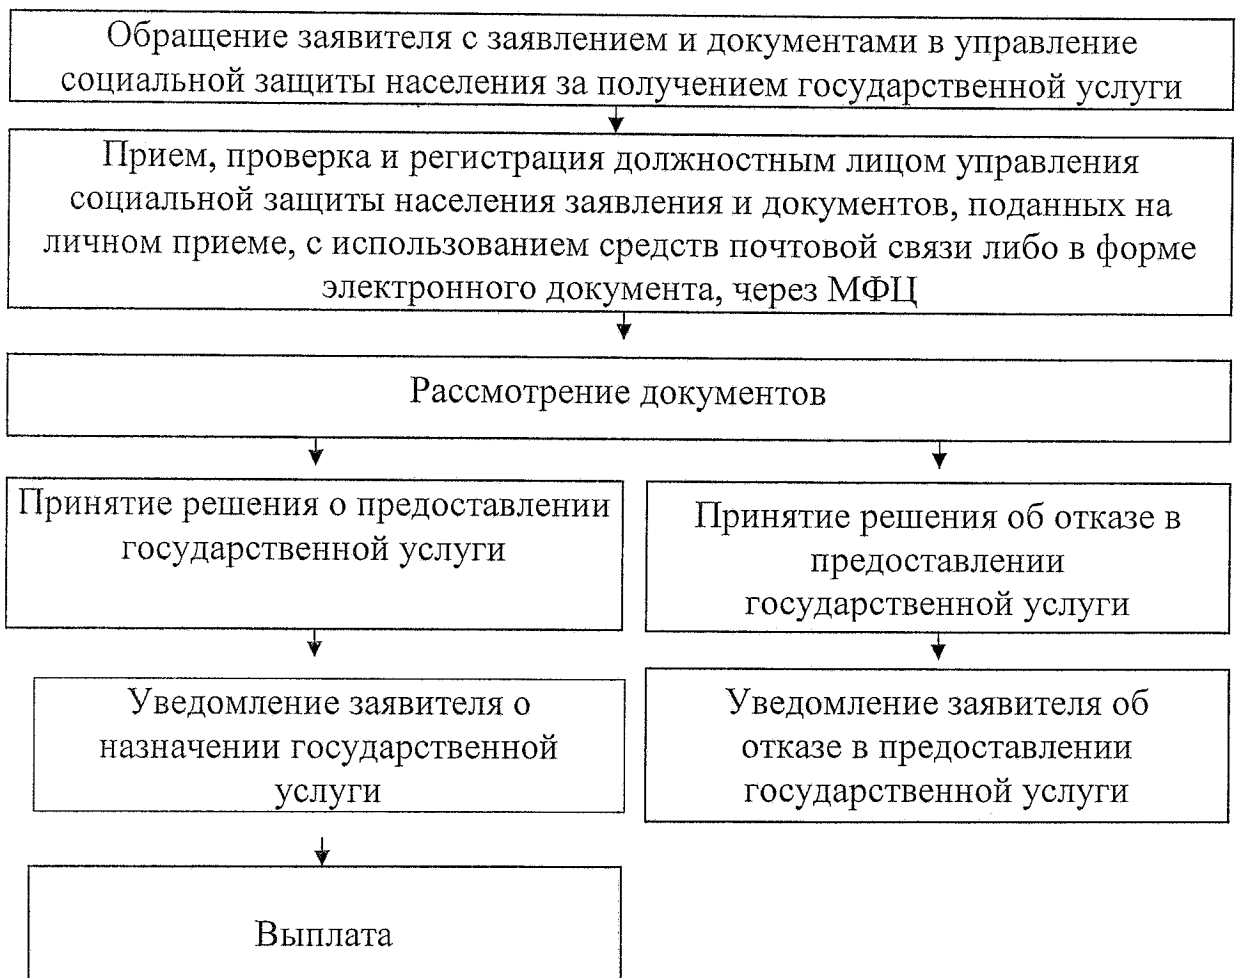 Обращение заявителя с заявлением и документами в управление
социальной защиты населения за получением государственной услуги
Прием, проверка и регистрация должностным лицом управления
социальной защиты населения заявления и документов, поданных на
личном приеме, с использованием средств почтовой связи либо в форме
электронного документа, через МФЦ
Рассмотрение документов
Принятие решения о предоставлении
государственной услуги
Принятие решения об отказе в
предоставлении
государственной услуги
Уведомление заявителя о
назначении государственной
услуги
Уведомление заявителя об
отказе в предоставлении
государственной услуги
Выплата